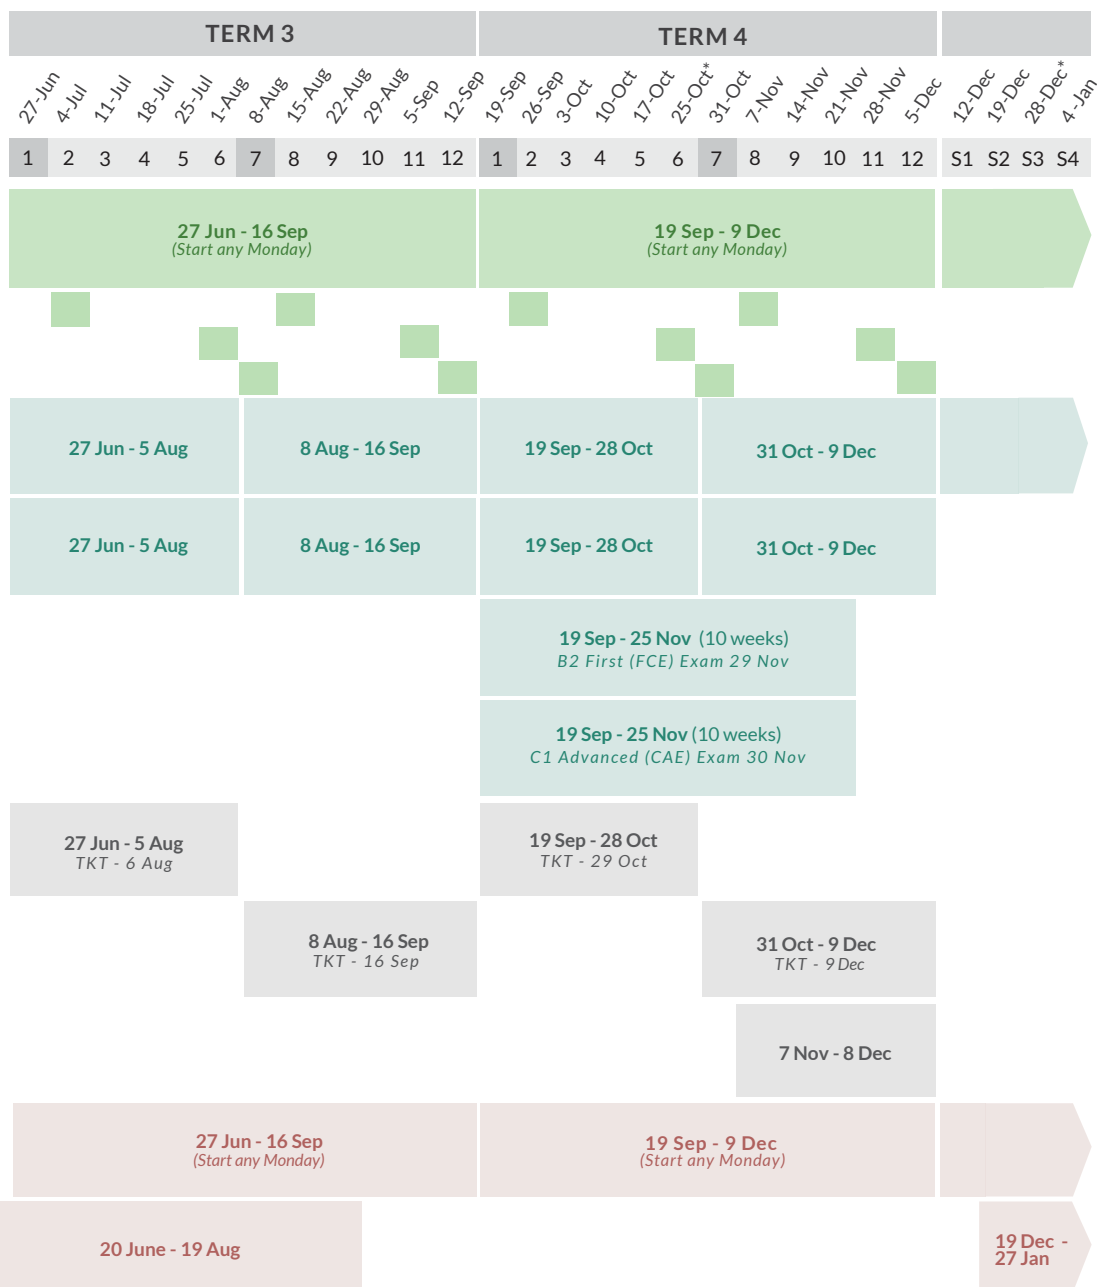 TERM 3
TERM 4
27-Jun 4-Jul 11-Jul 18-Jul 25-Jul 1-Aug 8-Aug 15-Aug 22-Aug 29-Aug 5-Sep 12-Sep 19-Sep 26-Sep 3-Oct 10-Oct 17-Oct 25-Oct* 31-Oct 7-Nov 14-Nov 21-Nov 28-Nov 5-Dec 12-Dec 19-Dec 28-Dec* 4-Jan
1 2 3 4 5 6 7 8 9 10 11 12 1 2 3 4 5 6 7 8 9 10 11 12 S1 S2 S3 S4
27 Jun - 16 Sep
(Start any Monday)
19 Sep - 9 Dec
(Start any Monday)
27 Jun - 5 Aug
8 Aug - 16 Sep
19 Sep - 28 Oct
31 Oct - 9 Dec
27 Jun - 5 Aug
8 Aug - 16 Sep
19 Sep - 28 Oct
31 Oct - 9 Dec
19 Sep - 25 Nov (10 weeks)
B2 First (FCE) Exam 29 Nov
19 Sep - 25 Nov (10 weeks)
C1 Advanced (CAE) Exam 30 Nov
27 Jun - 5 Aug
TKT - 6 Aug
19 Sep - 28 Oct
TKT - 29 Oct
8 Aug - 16 Sep
TKT - 16 Sep
31 Oct - 9 Dec
TKT - 9 Dec
7 Nov - 8 Dec
27 Jun - 16 Sep
(Start any Monday)
19 Sep - 9 Dec
(Start any Monday)
20 June - 19 Aug
19 Dec -
27 Jan